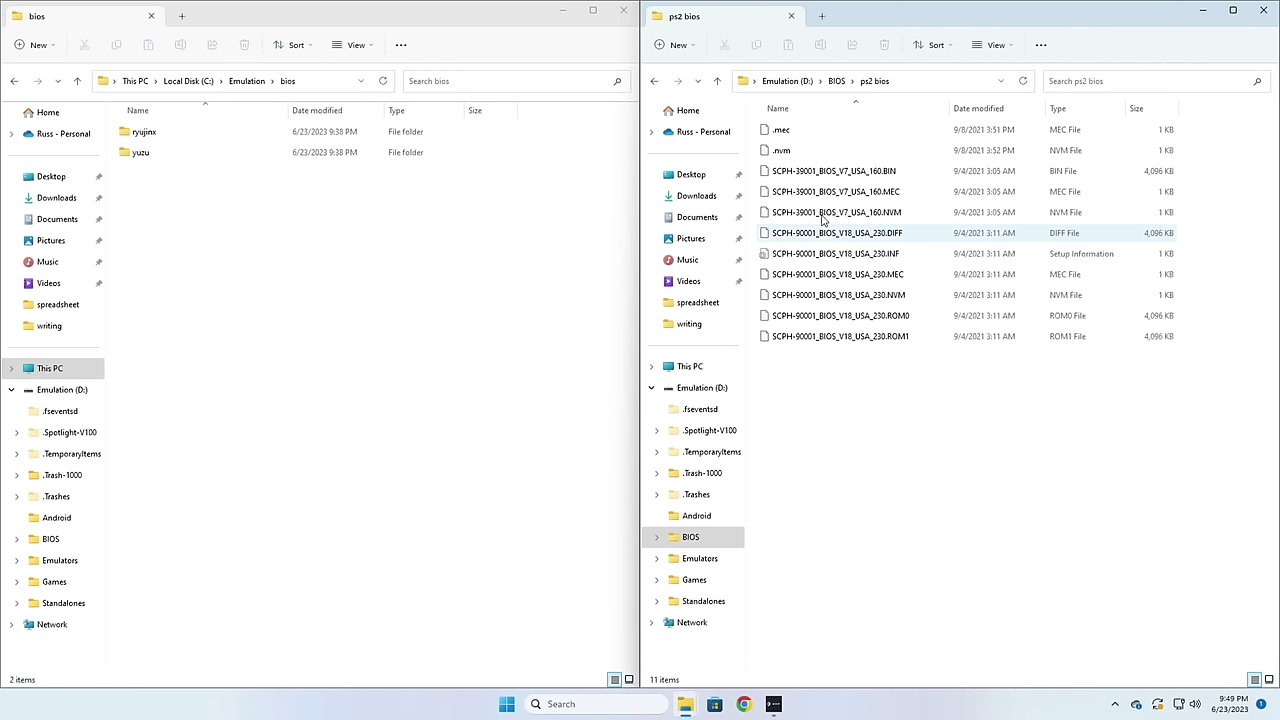 bios
New
Sort
View
This PC > Local Disk (C:) > Emulation > bios
Search bios
Name Date modified Type Size
ryujinx 6/23/2023 9:38 PM File folder
yuzu 6/23/2023 9:38 PM File folder
Home
Russ - Personal
Desktop
Downloads
Documents
Pictures
Music
Videos
spreadsheet
writing
This PC
Emulation (D:)
.fseventsd
.Spotlight-V100
.TemporaryItems
.Trash-1000
.Trashes
Android
BIOS
Emulators
Games
Standalones
Network
2 items
ps2 bios
New
Sort
View
Emulation (D:) > BIOS > ps2 bios
Search ps2 bios
Name Date modified Type Size
.mec 9/8/2021 3:51 PM MEC File 1 KB
.nvm 9/8/2021 3:52 PM NVM File 1 KB
SCPH-39001_BIOS_V7_USA_160.BIN 9/4/2021 3:05 AM BIN File 4,096 KB
SCPH-39001_BIOS_V7_USA_160.MEC 9/4/2021 3:05 AM MEC File 1 KB
SCPH-39001_BIOS_V7_USA_160.NVM 9/4/2021 3:05 AM NVM File 1 KB
SCPH-90001_BIOS_V18_USA_230.DIFF 9/4/2021 3:11 AM DIFF File 4,096 KB
SCPH-90001_BIOS_V18_USA_230.INF 9/4/2021 3:11 AM Setup Information 1 KB
SCPH-90001_BIOS_V18_USA_230.MEC 9/4/2021 3:11 AM MEC File 1 KB
SCPH-90001_BIOS_V18_USA_230.NVM 9/4/2021 3:11 AM NVM File 1 KB
SCPH-90001_BIOS_V18_USA_230.ROM0 9/4/2021 3:11 AM ROM0 File 4,096 KB
SCPH-90001_BIOS_V18_USA_230.ROM1 9/4/2021 3:11 AM ROM1 File 4,096 KB
Home
Russ - Personal
Desktop
Downloads
Documents
Pictures
Music
Videos
spreadsheet
writing
This PC
Emulation (D:)
.fseventsd
.Spotlight-V100
.TemporaryItems
.Trash-1000
.Trashes
Android
BIOS
Emulators
Games
Standalones
Network
11 items
Search
9:49 PM
6/23/2023
1